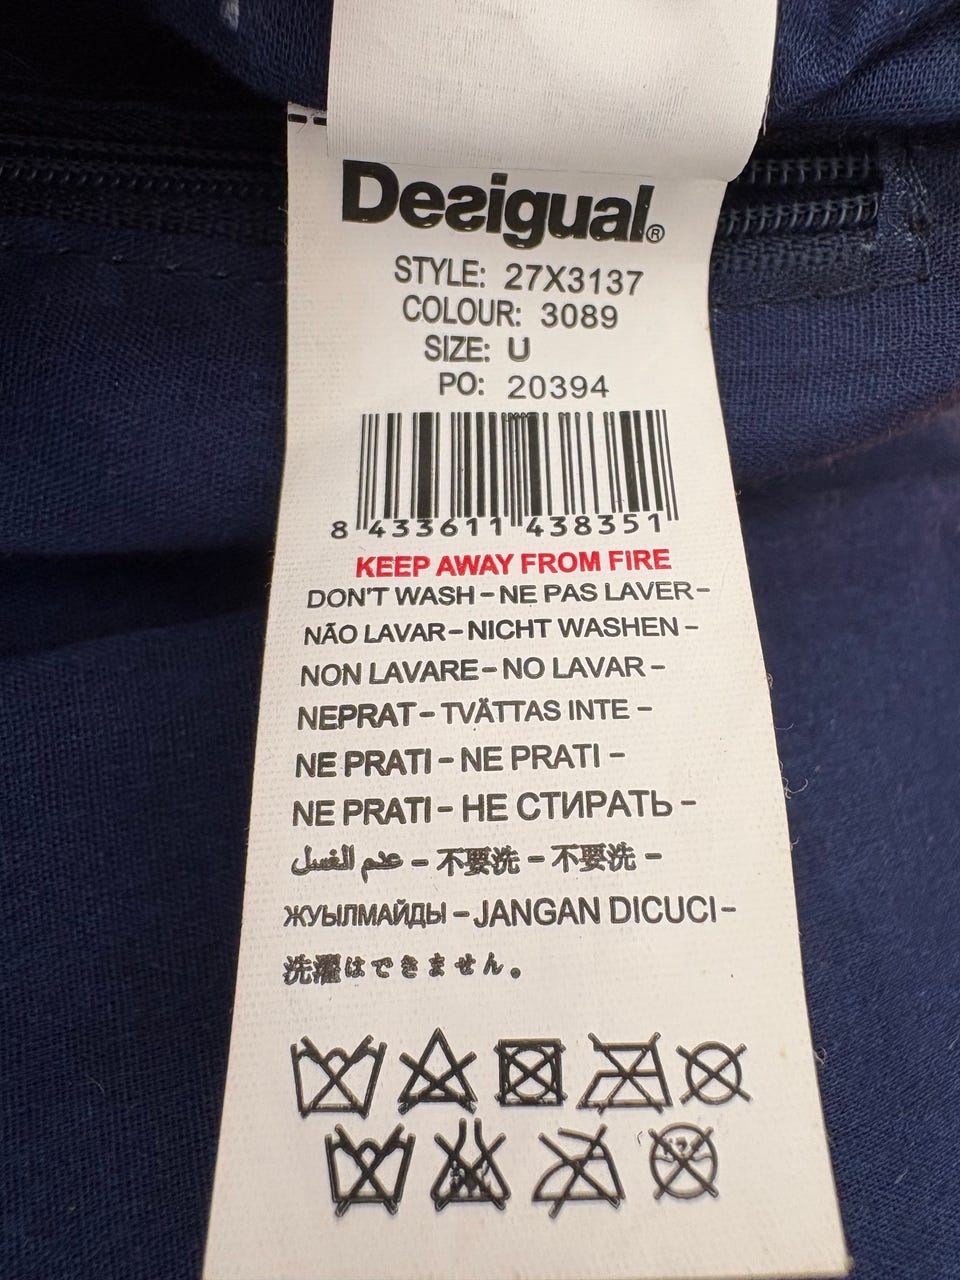 Desigual®
STYLE: 27X3137
COLOUR: 3089
SIZE: U
PO: 20394
8 433611 438351
KEEP AWAY FROM FIRE
DON'T WASH – NE PAS LAVER –
NÃO LAVAR – NICHT WASHEN –
NON LAVARE – NO LAVAR –
NEPRAT – TVÄTTAS INTE –
NE PRATI – NE PRATI –
NE PRATI – НЕ СТИРАТЬ –
عدم الغسل – 不要洗 – 不要洗 –
ЖУЫЛМАЙДЫ – JANGAN DICUCI –
洗濯はできません。